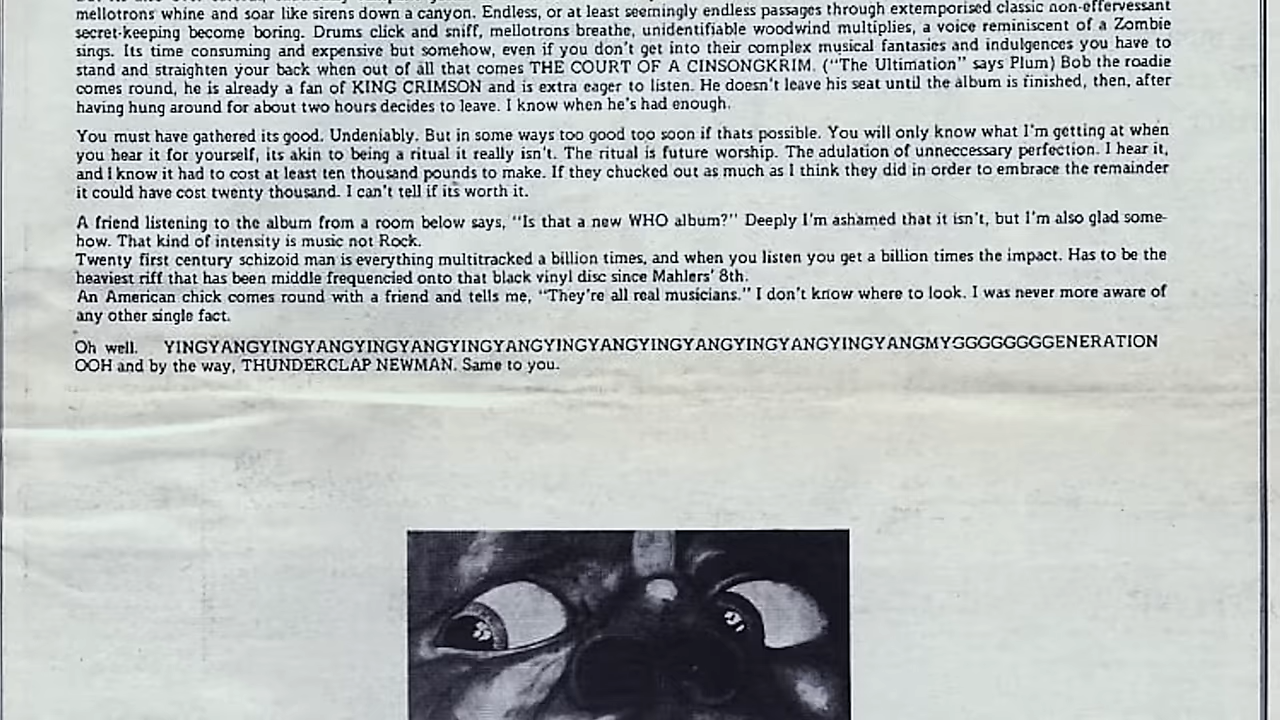 mellotrons whine and soar like sirens down a canyon. Endless, or at least seemingly endless passages through extemporised classic non-effervessant
secret-keeping become boring. Drums click and sniff, mellotrons breathe, unidentifiable woodwind multiplies, a voice reminiscent of a Zombie
sings. Its time consuming and expensive but somehow, even if you don't get into their complex musical fantasies and indulgences you have to
stand and straighten your back when out of all that comes THE COURT OF A CINSONGKRIM. ("The Ultimation" says Plum) Bob the roadie
comes round, he is already a fan of KING CRIMSON and is extra eager to listen. He doesn't leave his seat until the album is finished, then, after
having hung around for about two hours decides to leave. I know when he's had enough.
You must have gathered its good. Undeniably. But in some ways too good too soon if thats possible. You will only know what I'm getting at when
you hear it for yourself, its akin to being a ritual it really isn't. The ritual is future worship. The adulation of unneccessary perfection. I hear it,
and I know it had to cost at least ten thousand pounds to make. If they chucked out as much as I think they did in order to embrace the remainder
it could have cost twenty thousand. I can't tell if its worth it.
A friend listening to the album from a room below says, "Is that a new WHO album?" Deeply I'm ashamed that it isn't, but I'm also glad some-
how. That kind of intensity is music not Rock.
Twenty first century schizoid man is everything multitracked a billion times, and when you listen you get a billion times the impact. Has to be the
heaviest riff that has been middle frequencied onto that black vinyl disc since Mahlers' 8th.
An American chick comes round with a friend and tells me, "They're all real musicians." I don't know where to look. I was never more aware of
any other single fact.
Oh well. YINGYANGYINGYANGYINGYANGYINGYANGYINGYANGYINGYANGYINGYANGYINGYANGMYGGGGGGGGENERATION
OOH and by the way, THUNDERCLAP NEWMAN. Same to you.